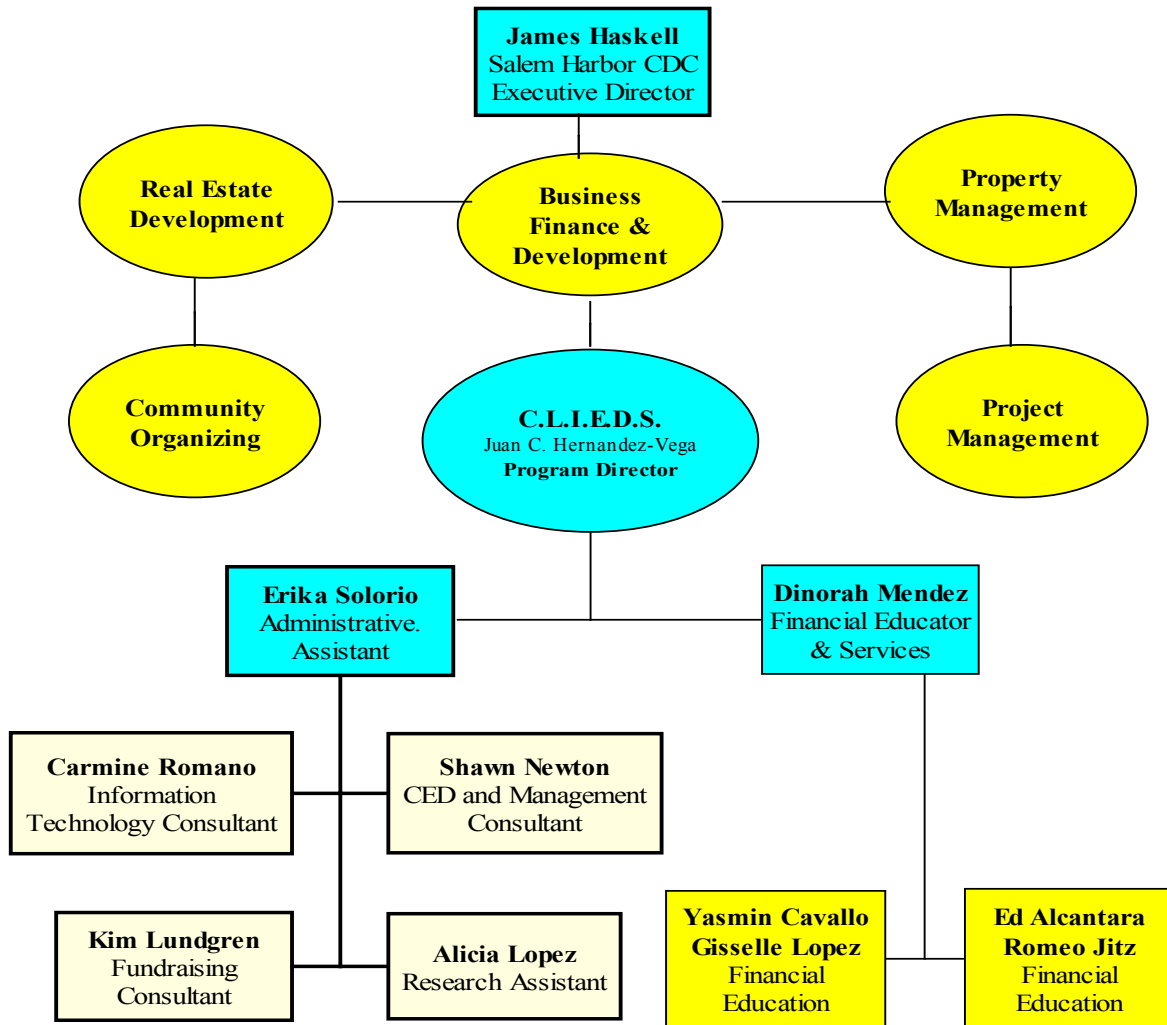 James Haskell
Salem Harbor CDC
Executive Director
Real Estate
Development
Business
Finance &
Development
Property
Management
Community
Organizing
C.L.I.E.D.S.
Juan C. Hernandez-Vega
Program Director
Project
Management
Erika Solorio
Administrative.
Assistant
Dinorah Mendez
Financial Educator
& Services
Carmine Romano
Information
Technology Consultant
Shawn Newton
CED and Management
Consultant
Kim Lundgren
Fundraising
Consultant
Alicia Lopez
Research Assistant
Yasmin Cavallo
Gisselle Lopez
Financial
Education
Ed Alcantara
Romeo Jitz
Financial
Education